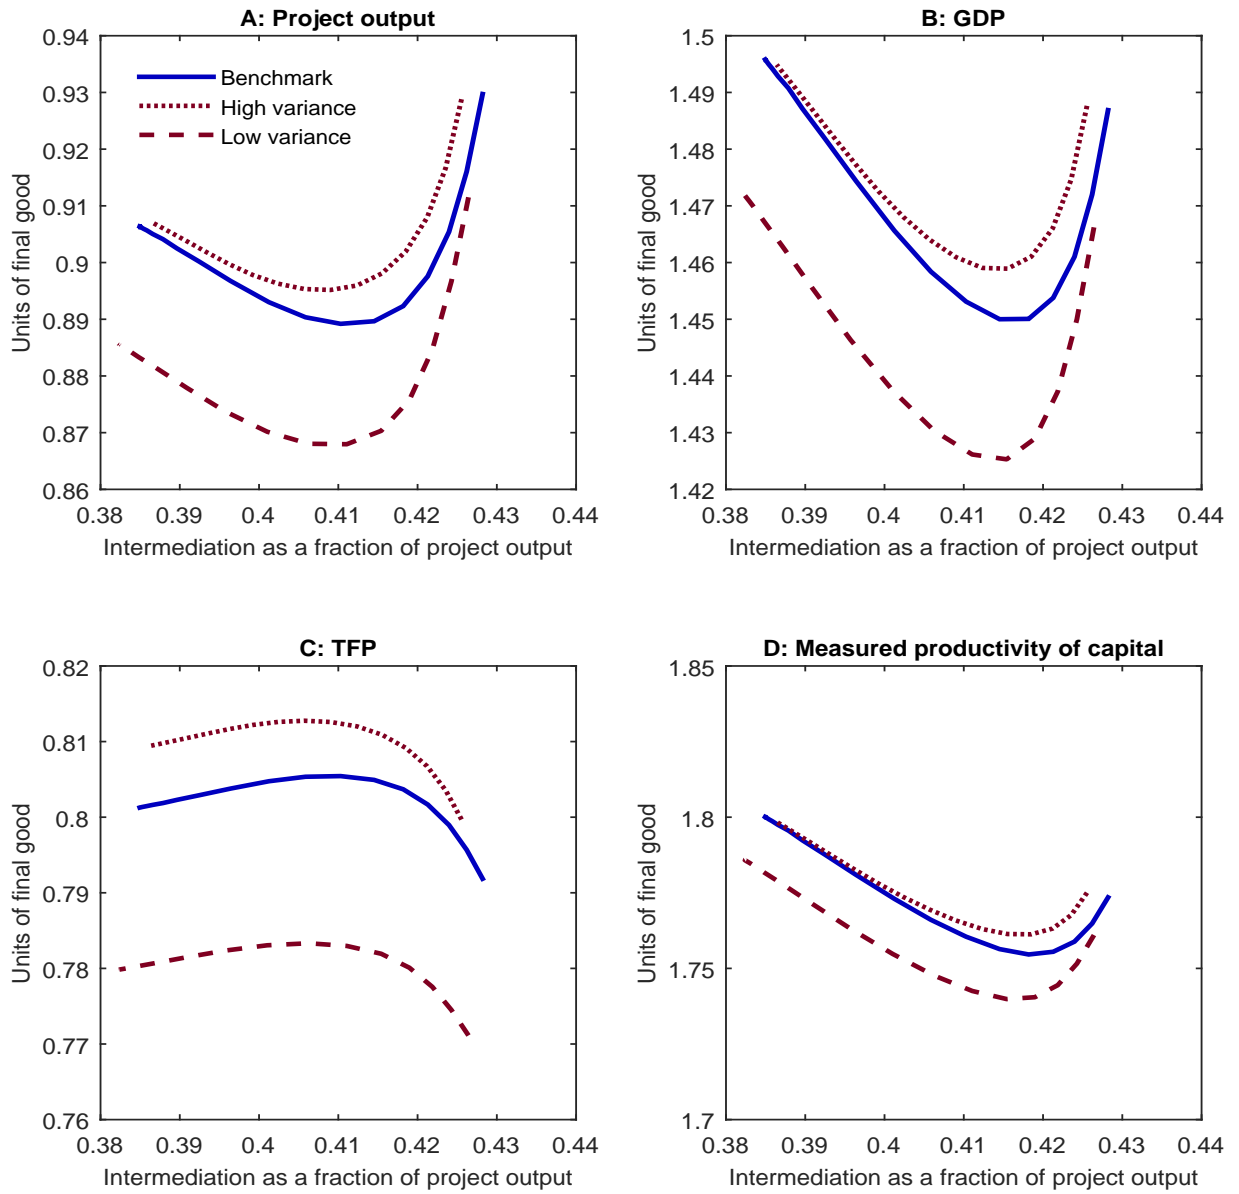 A: Project output
0.94
0.93
0.92
0.91
0.9
0.89
0.88
0.87
0.86
Units of final good
Benchmark
High variance
Low variance
0.38 0.39 0.4 0.41 0.42 0.43 0.44
Intermediation as a fraction of project output
B: GDP
1.5
1.49
1.48
1.47
1.46
1.45
1.44
1.43
1.42
Units of final good
0.38 0.39 0.4 0.41 0.42 0.43 0.44
Intermediation as a fraction of project output
C: TFP
0.82
0.81
0.8
0.79
0.78
0.77
0.76
Units of final good
0.38 0.39 0.4 0.41 0.42 0.43 0.44
Intermediation as a fraction of project output
D: Measured productivity of capital
1.85
1.8
1.75
1.7
Units of final good
0.38 0.39 0.4 0.41 0.42 0.43 0.44
Intermediation as a fraction of project output